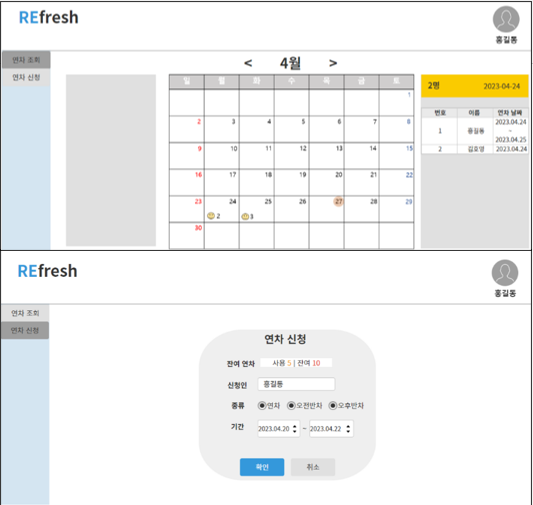 REfresh
홍길동
연차 조회
연차 신청
< 4월 >
일 월 화 수 목 금 토
1
2 3 4 5 6 7 8
9 10 11 12 13 14 15
16 17 18 19 20 21 22
23 24 25 26 27 28 29
2 3
30
2명 2023-04-24
번호 이름 연차 날짜
1 홍길동 2023.04.24 ~ 2023.04.25
2 김호영 2023.04.24
REfresh
홍길동
연차 조회
연차 신청
연차 신청
잔여 연차 사용 5 | 잔여 10
신청인 홍길동
종류 연차 오전반차 오후반차
기간 2023.04.20 ~ 2023.04.22
확인 취소